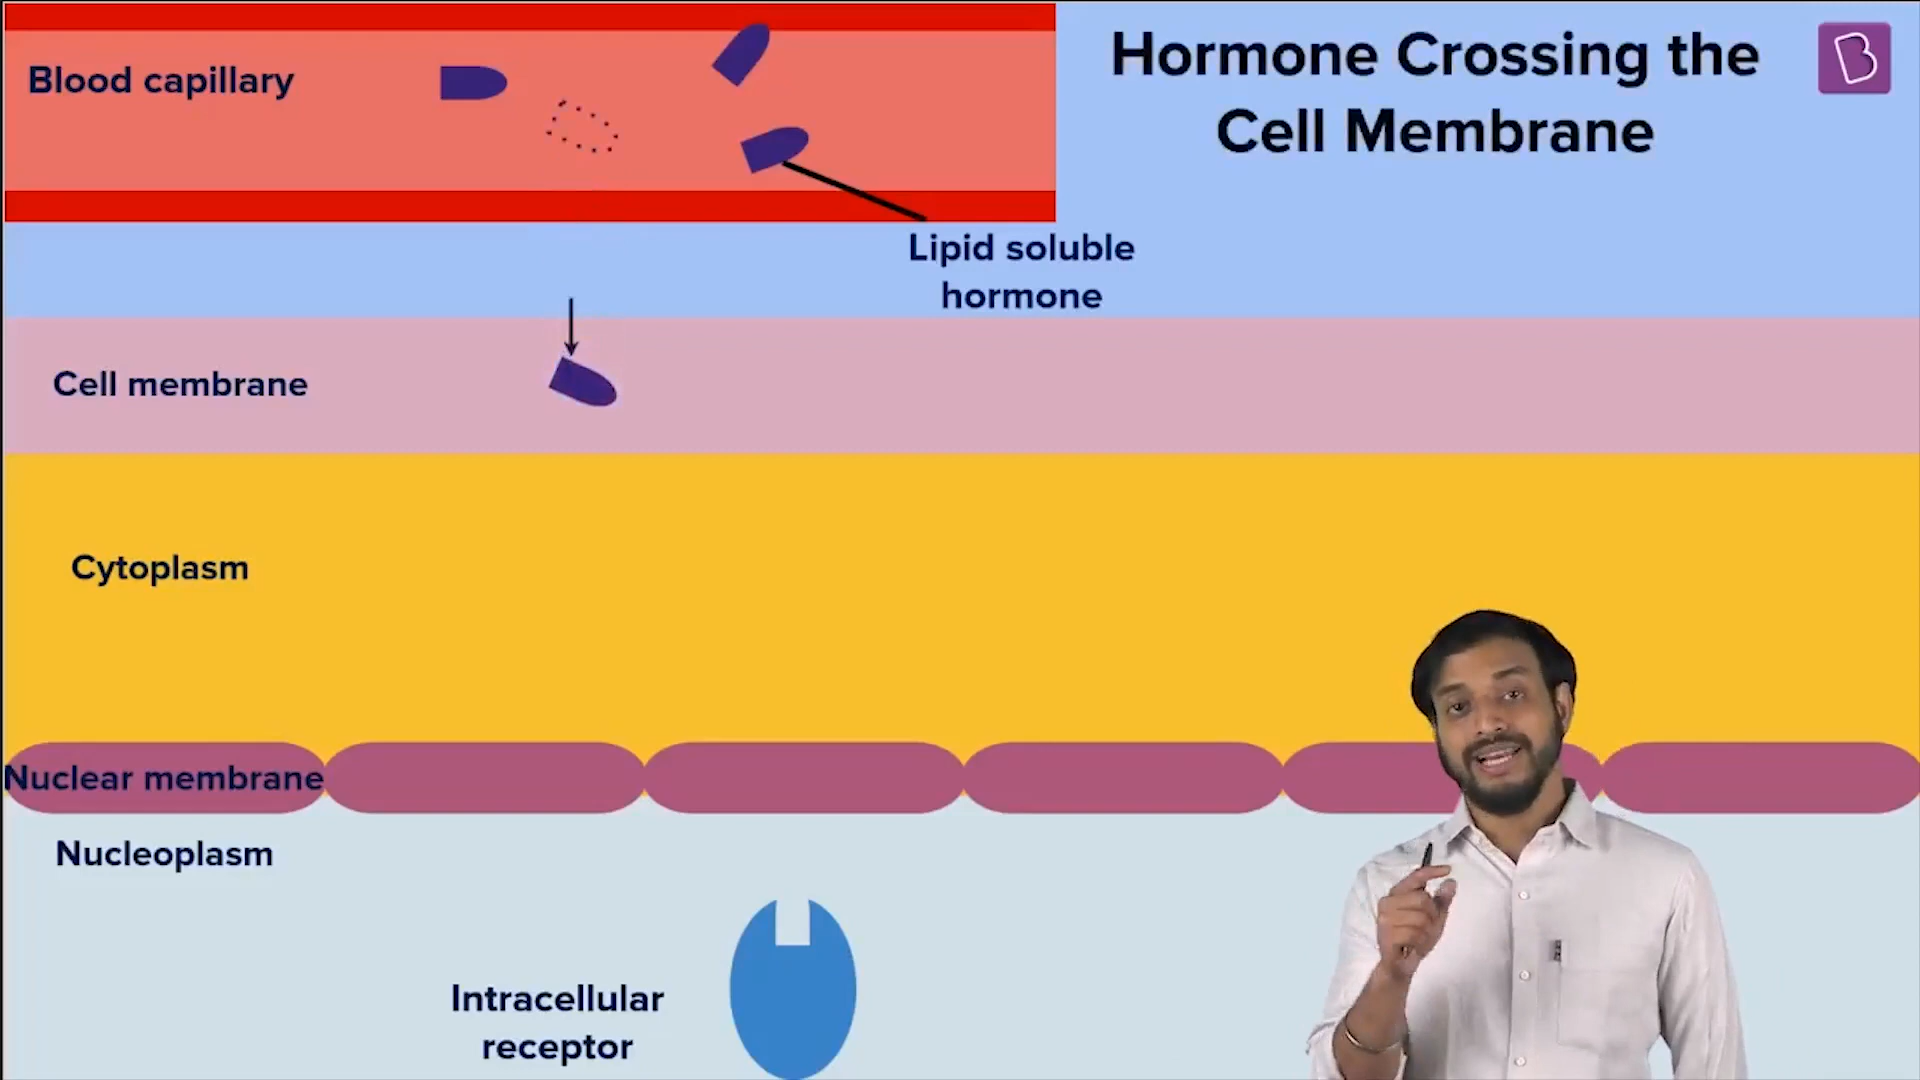 Blood capillary
Hormone Crossing the
Cell Membrane
Lipid soluble
hormone
Cell membrane
Cytoplasm
Nuclear membrane
Nucleoplasm
Intracellular
receptor